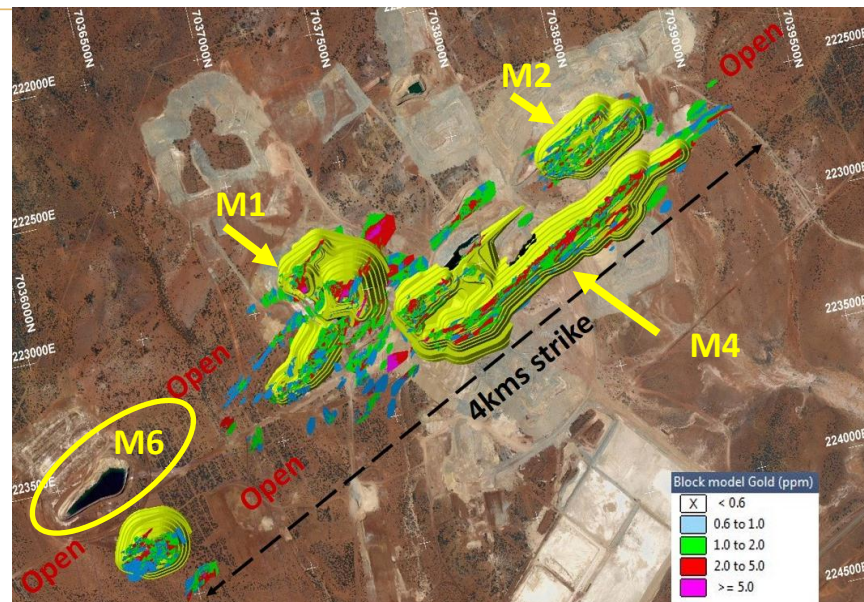 7036500N
7037000N
7037500N
7038000N
7038500N
7039000N
7039500N
222500E
222000E
M2
Open
223000E
222500E
M1
7036000N
223500E
M4
223000E
Open
4kms strike
224000E
M6
223500E
Open
Open
224500E
Block model Gold (ppm)
X < 0.6
0.6 to 1.0
1.0 to 2.0
2.0 to 5.0
>= 5.0